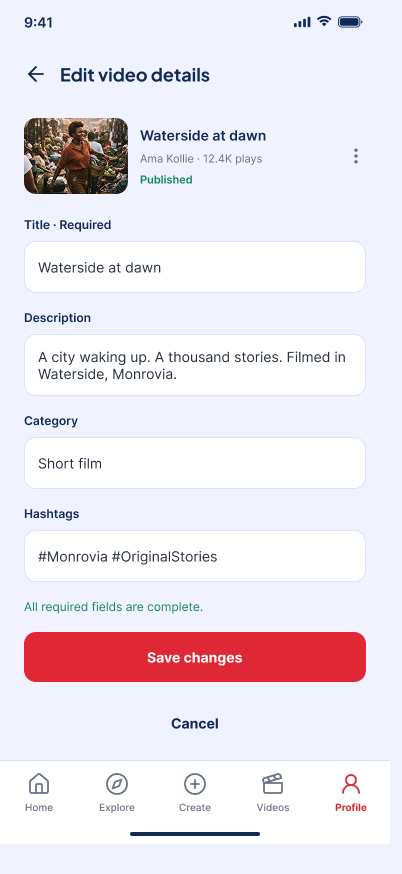 9:41
Edit video details
Waterside at dawn
Ama Kollie · 12.4K plays
Published
Title · Required
Waterside at dawn
Description
A city waking up. A thousand stories. Filmed in
Waterside, Monrovia.
Category
Short film
Hashtags
#Monrovia #OriginalStories
All required fields are complete.
Save changes
Cancel
Home Explore Create Videos Profile